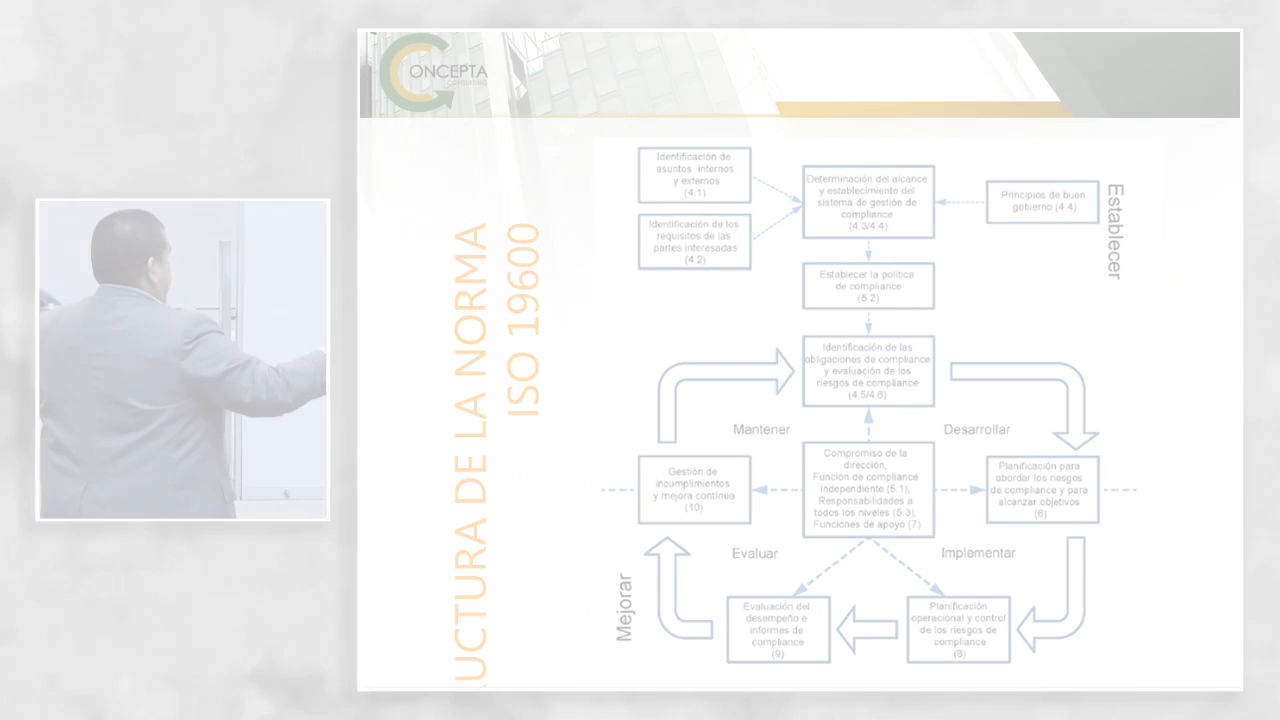 ONCEPTA
CONSULTING
UCTURA DE LA NORMA
ISO 19600
Identificación de
asuntos internos
y externos
(4.1)
Identificación de los
requisitos de las
partes interesadas
(4.2)
Determinación del alcance
y establecimiento del
sistema de gestión de
compliance
(4.3/4.4)
Principios de buen
gobierno (4.4)
Establecer
Establecer la política
de compliance
(5.2)
Identificación de las
obligaciones de compliance
y evaluación de los
riesgos de compliance
(4.5/4.6)
Mantener
Desarrollar
Gestión de
incumplimientos
y mejora contínua
(10)
Compromiso de la
dirección,
Función de compliance
independiente (5.1),
Responsabilidades a
todos los niveles (5.3),
Funciones de apoyo (7)
Planificación para
abordar los riesgos
de compliance y para
alcanzar objetivos
(6)
Evaluar
Implementar
Mejorar
Evaluación del
desempeño e
informes de
compliance
(9)
Planificación
operacional y control
de los riesgos de
compliance
(8)